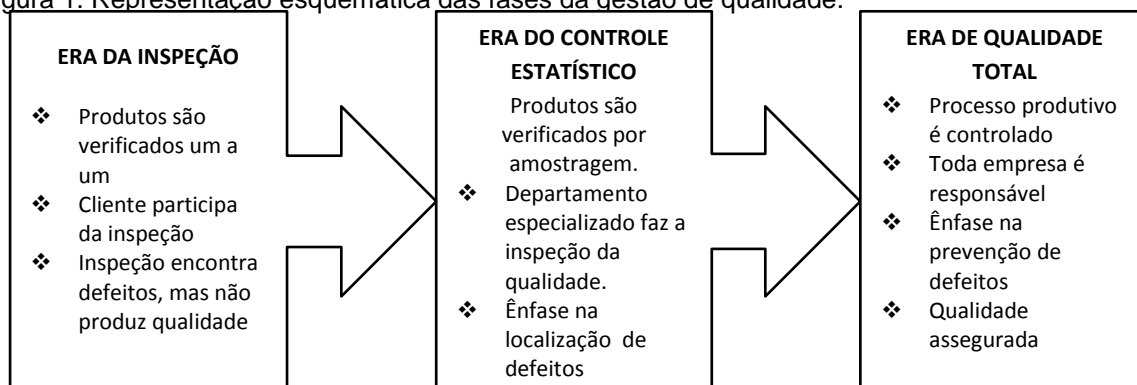 gura 1. Representação esquemática das fases da gestão de qualidade.
ERA DA INSPEÇÃO
❖ Produtos são
verificados um a
um
❖ Cliente participa
da inspeção
❖ Inspeção encontra
defeitos, mas não
produz qualidade
ERA DO CONTROLE
ESTATÍSTICO
Produtos são
verificados por
amostragem.
❖ Departamento
especializado faz a
inspeção da
qualidade.
❖ Ênfase na
localização de
defeitos
ERA DE QUALIDADE
TOTAL
❖ Processo produtivo
é controlado
❖ Toda empresa é
responsável
❖ Ênfase na
prevenção de
defeitos
❖ Qualidade
assegurada